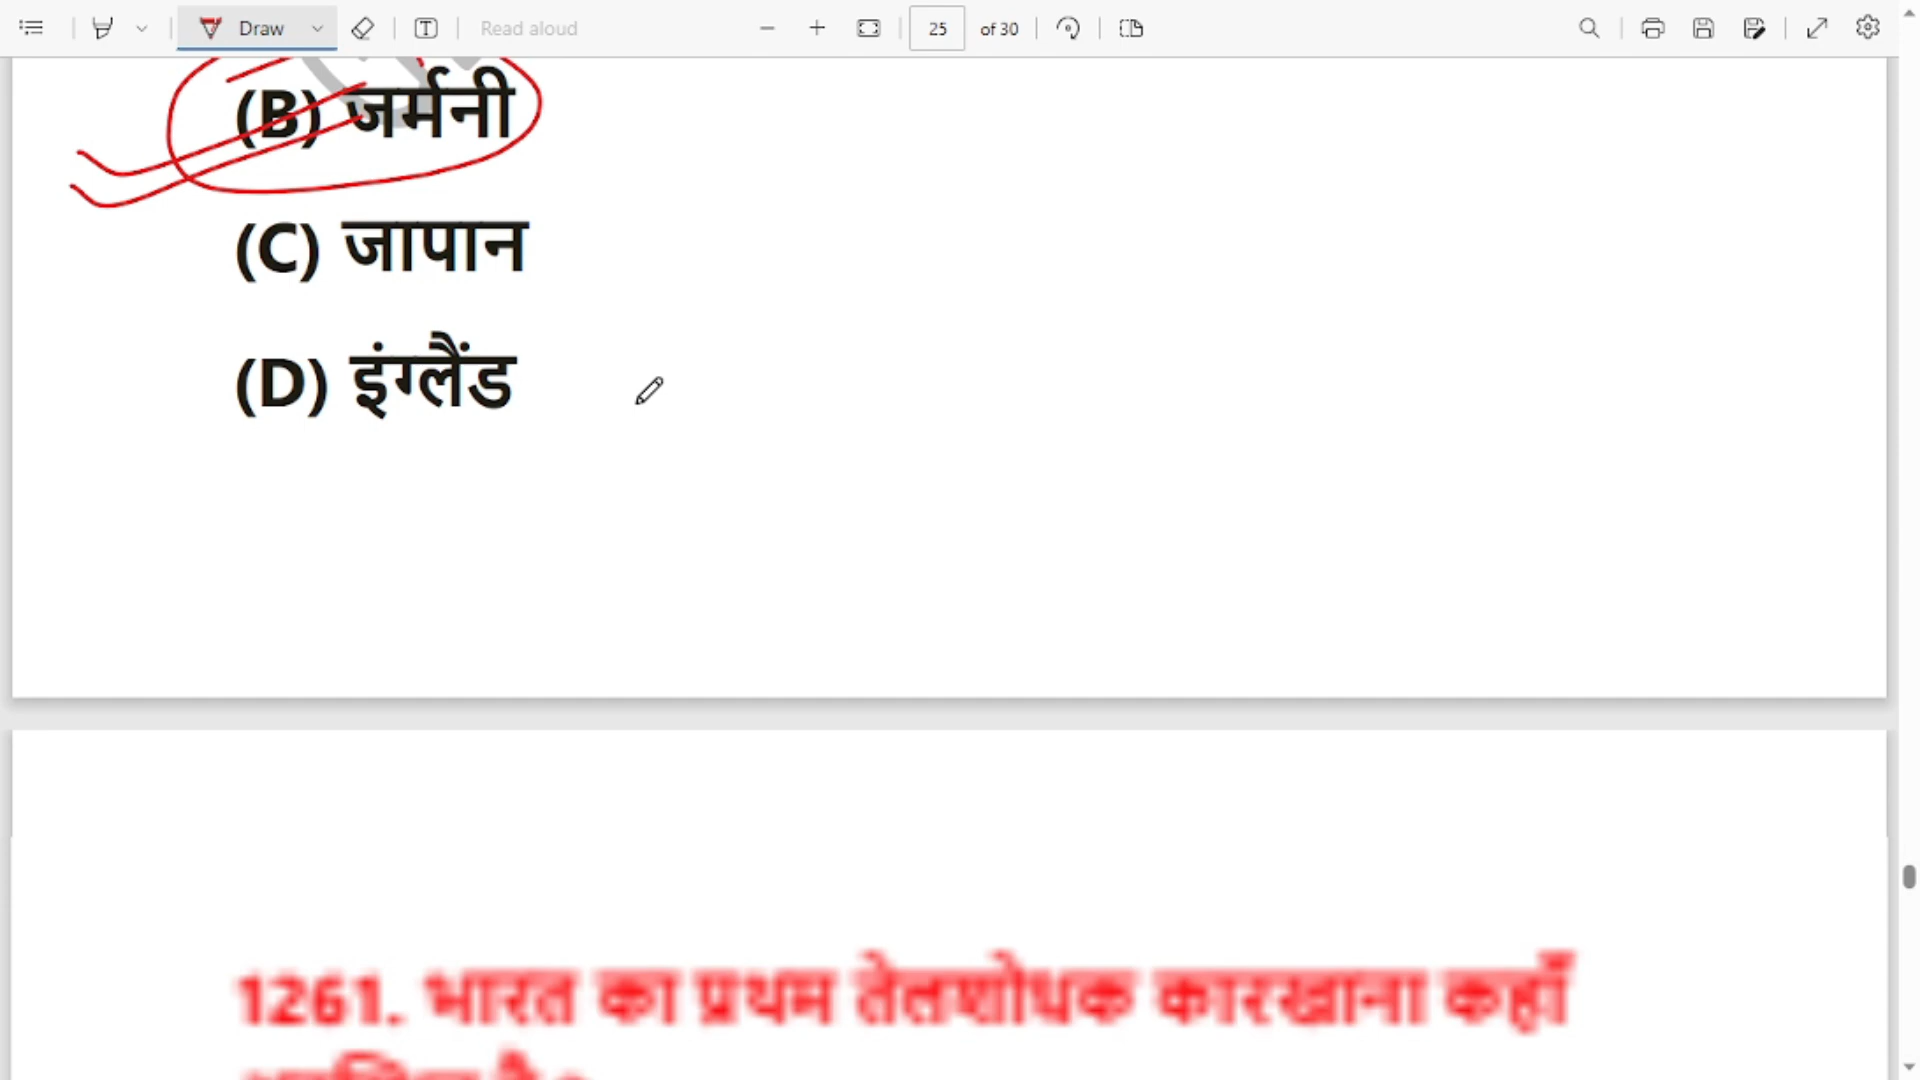 Draw
Read aloud
25 of 30
(B) जर्मनी
(C) जापान
(D) इंग्लैंड
1261. भारत का प्रथम तेलशोधक कारखाना कहाँ